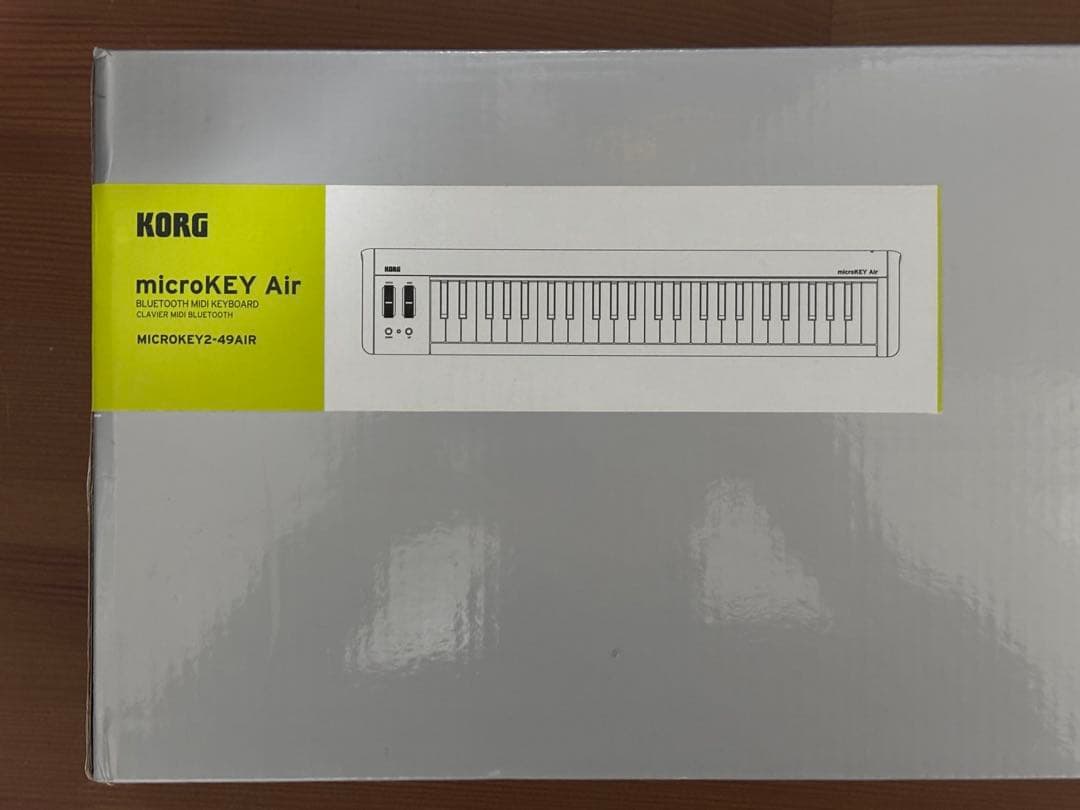 KORG
microKEY Air
BLUETOOTH MIDI KEYBOARD
CLAVIER MIDI BLUETOOTH
MICROKEY2-49AIR
KORG
microKEY Air